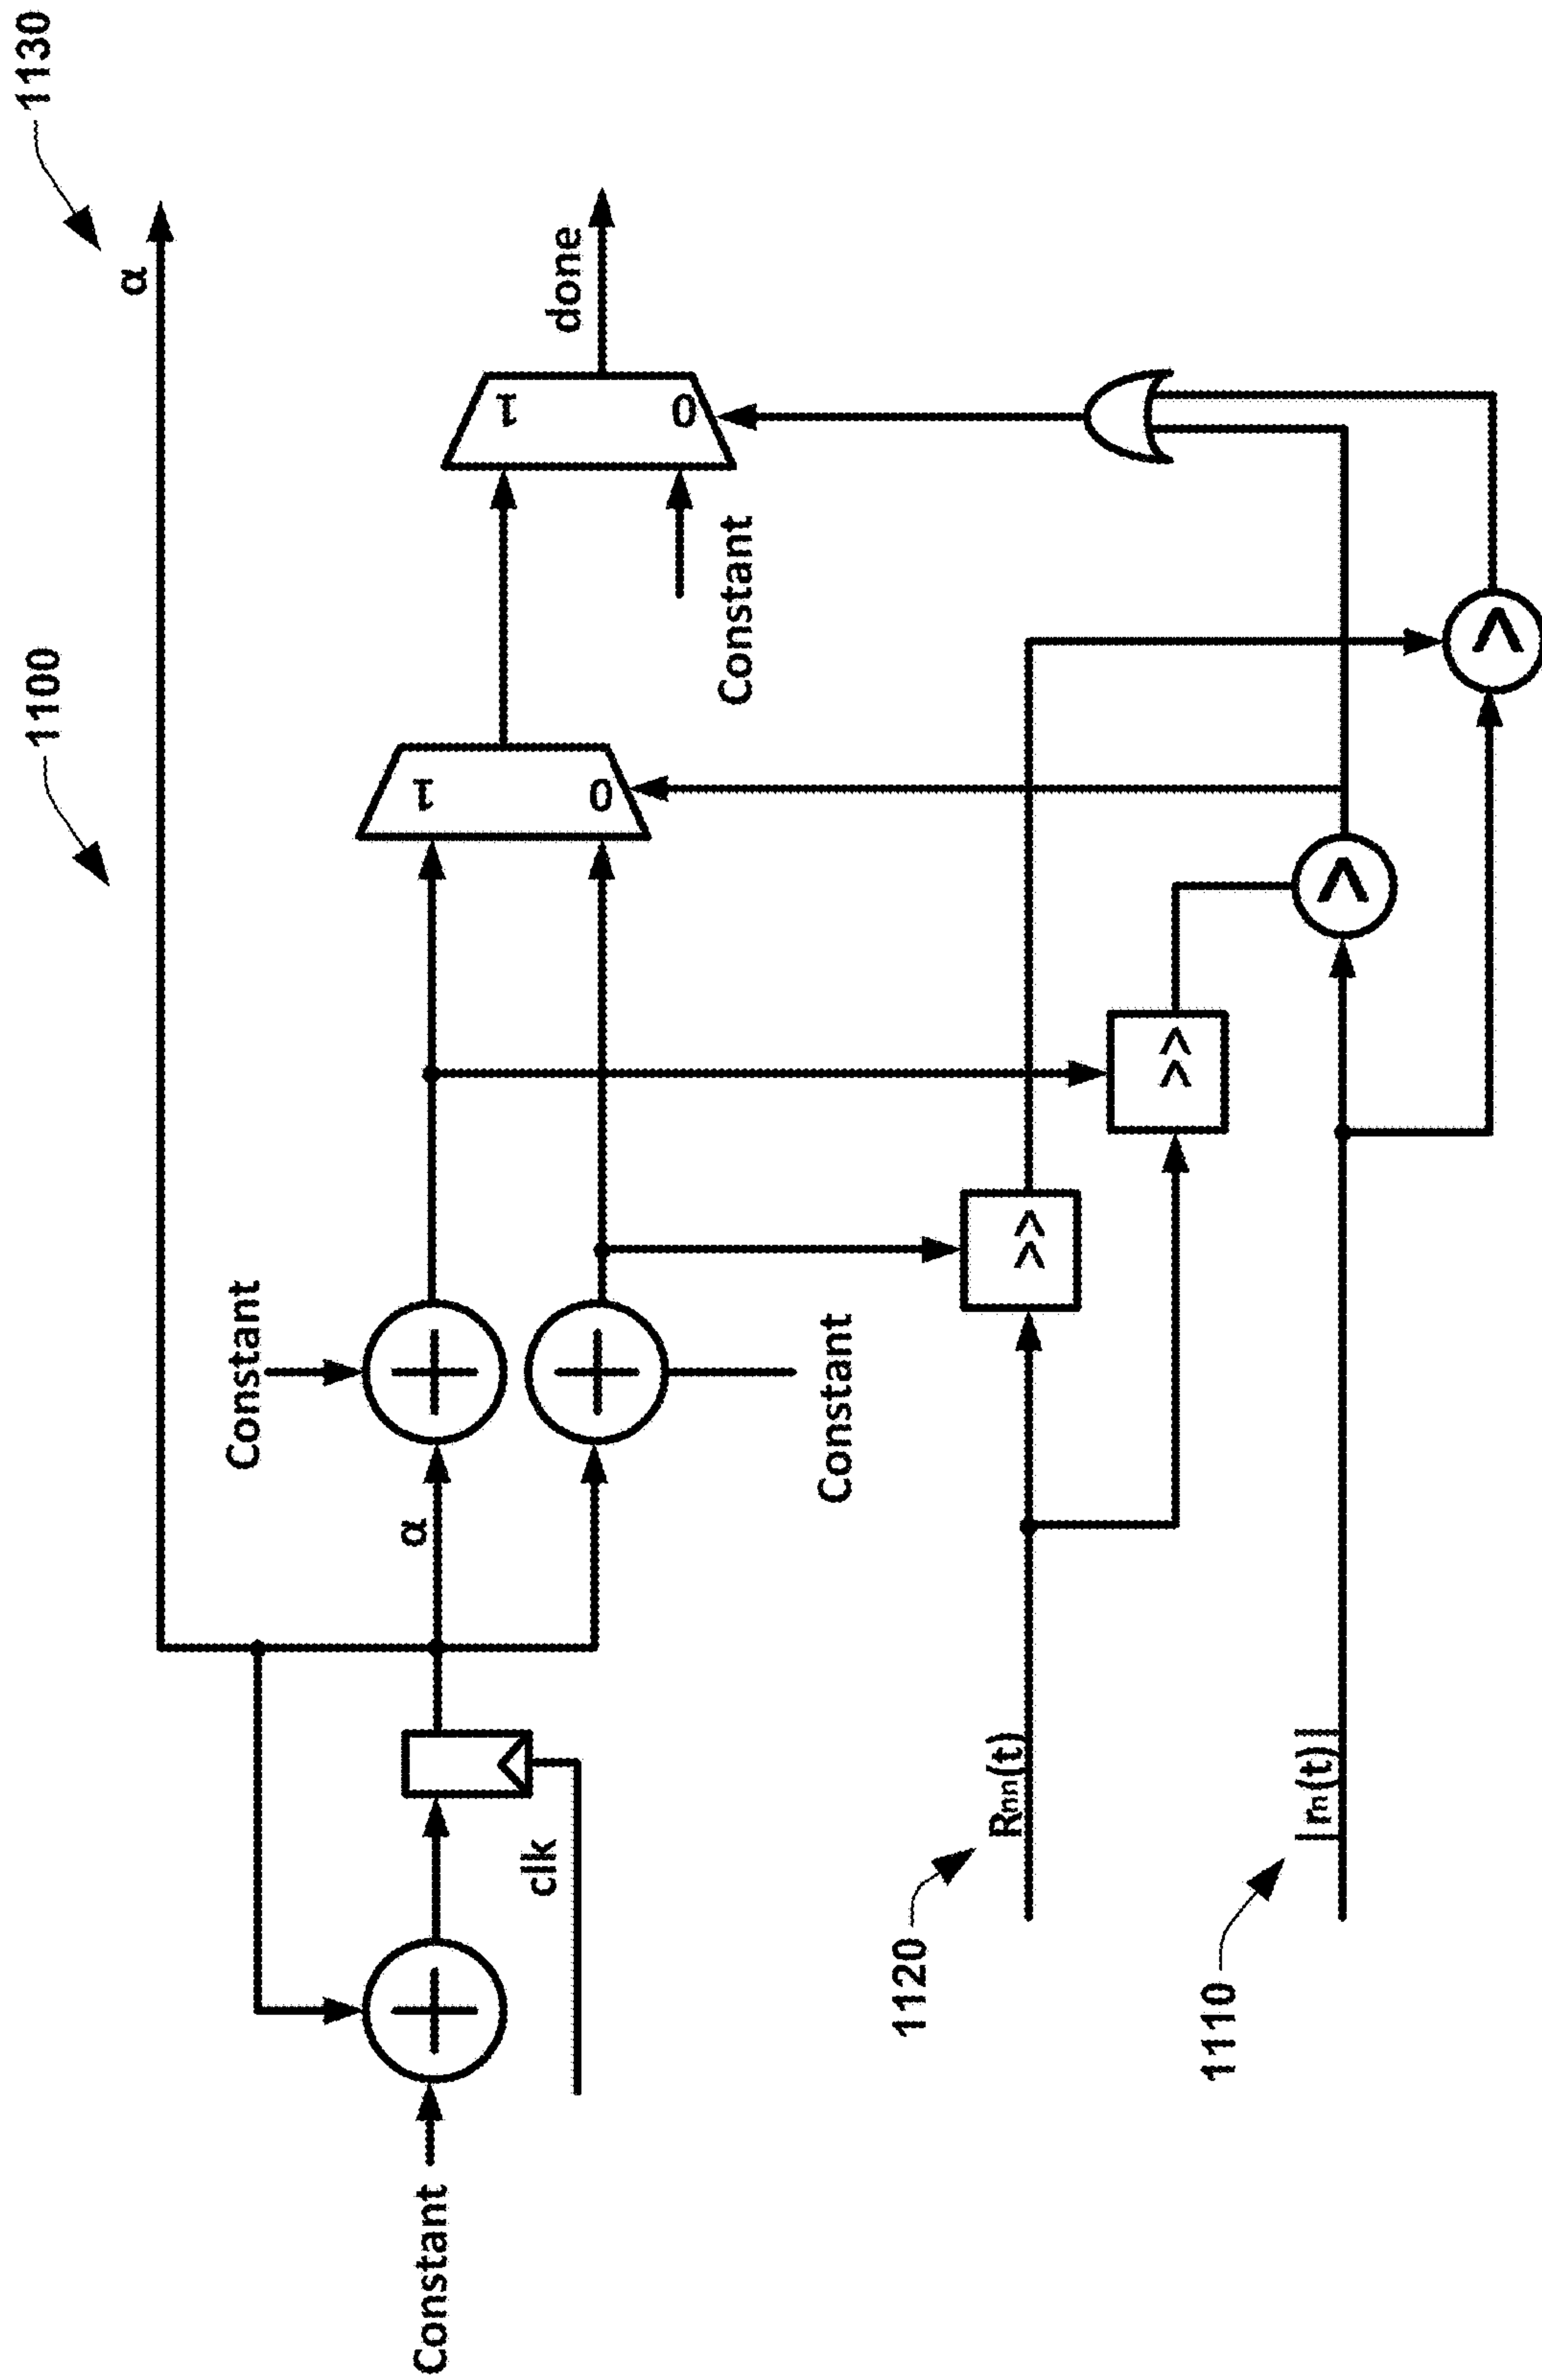 1100
1130
α
Constant
Constant
+
α
+
1
0
+
clk
1
0
done
Constant
Constant
1120
Rnn(t)
>>
>>
1110
|rn(t)|
>
>